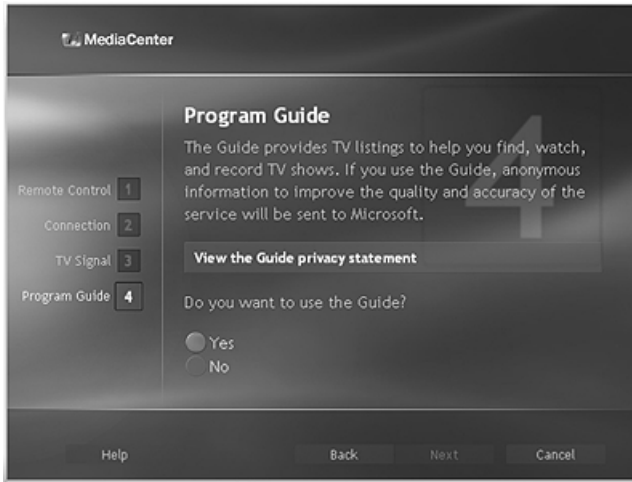 MediaCenter
Program Guide
The Guide provides TV listings to help you find, watch,
and record TV shows. If you use the Guide, anonymous
information to improve the quality and accuracy of the
service will be sent to Microsoft.
View the Guide privacy statement
Do you want to use the Guide?
Yes
No
Remote Control 1
Connection 2
TV Signal 3
Program Guide 4
4
Help
Back
Next
Cancel